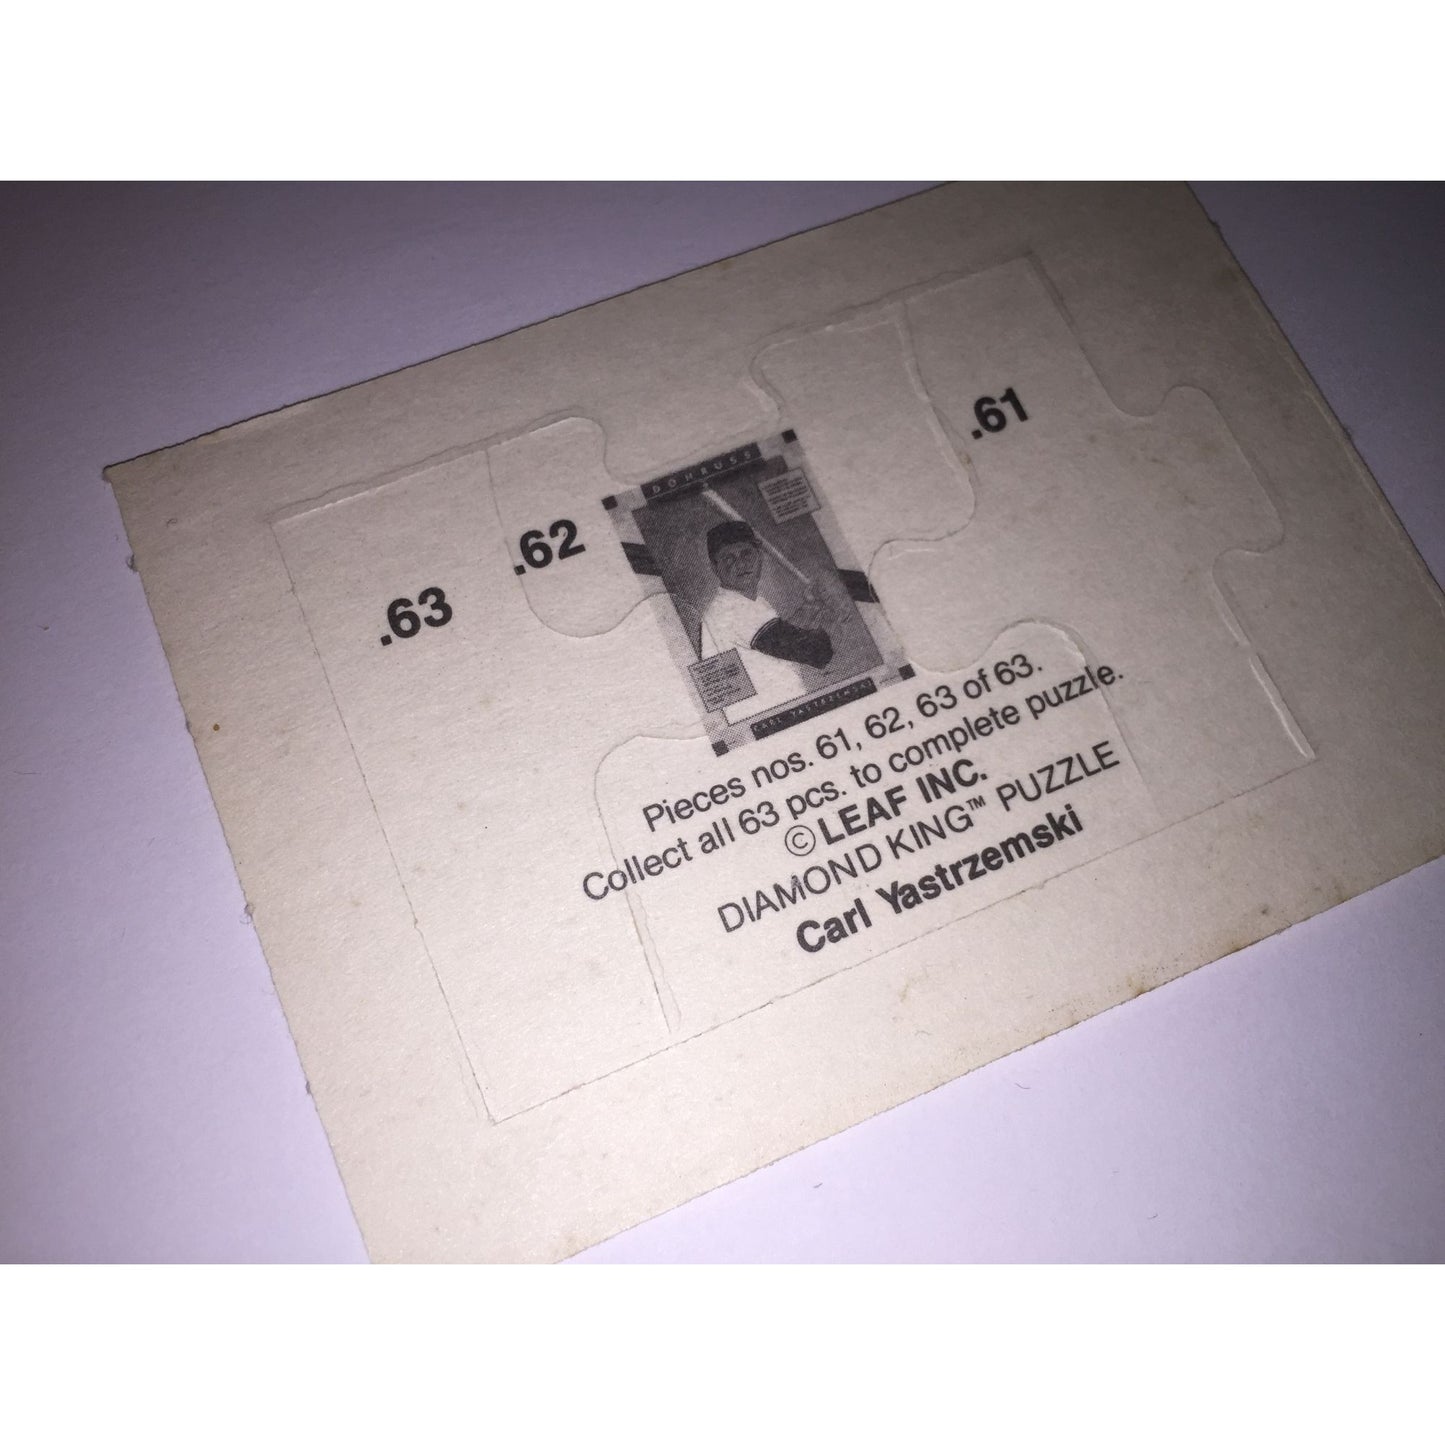 .63
.62
.61
DONRUSS
CARL YASTRZEMSKI
Pieces nos. 61, 62, 63 of 63.
Collect all 63 pcs. to complete puzzle.
© LEAF INC.
DIAMOND KING™ PUZZLE
Carl Yastrzemski